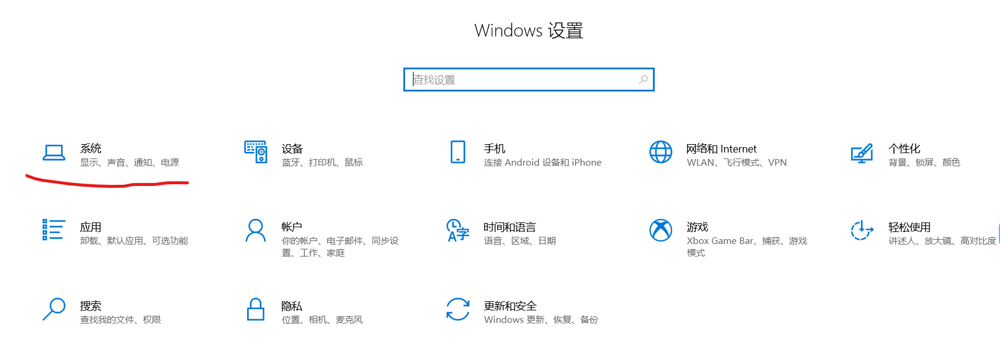 Windows 设置
查找设置
系统
显示、声音、通知、电源
设备
蓝牙、打印机、鼠标
手机
连接 Android 设备和 iPhone
网络和 Internet
WLAN、飞行模式、VPN
个性化
背景、锁屏、颜色
应用
卸载、默认应用、可选功能
帐户
你的帐户、电子邮件、同步设
置、工作、家庭
时间和语言
语音、区域、日期
游戏
Xbox Game Bar、捕获、游戏
模式
轻松使用
讲述人、放大镜、高对比度
搜索
查找我的文件、权限
隐私
位置、相机、麦克风
更新和安全
Windows 更新、恢复、备份